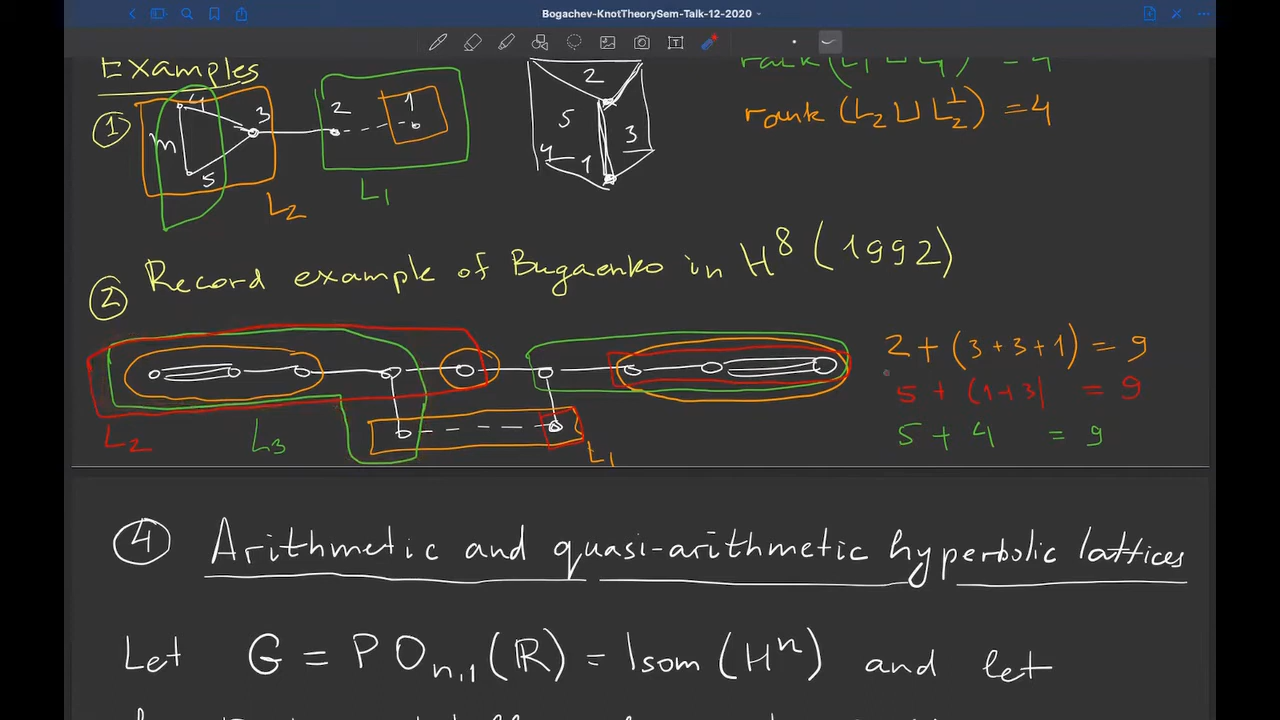 Bogachev-KnotTheorySem-Talk-12-2020
Examples
① 4 3 2 1
n 5
L₂ L₁
2
5 3
4 1
= 4
rank (L₂ ⊔ L₂^⊥) = 4
② Record example of Bugaenko in H⁸ (1992)
2 + (3+3+1) = 9
5 + (1+3) = 9
5 + 4 = 9
L₂ L₃ L₁
④ Arithmetic and quasi-arithmetic hyperbolic lattices
Let G = PO_{n,1}(ℝ) = Isom(Hⁿ) and let